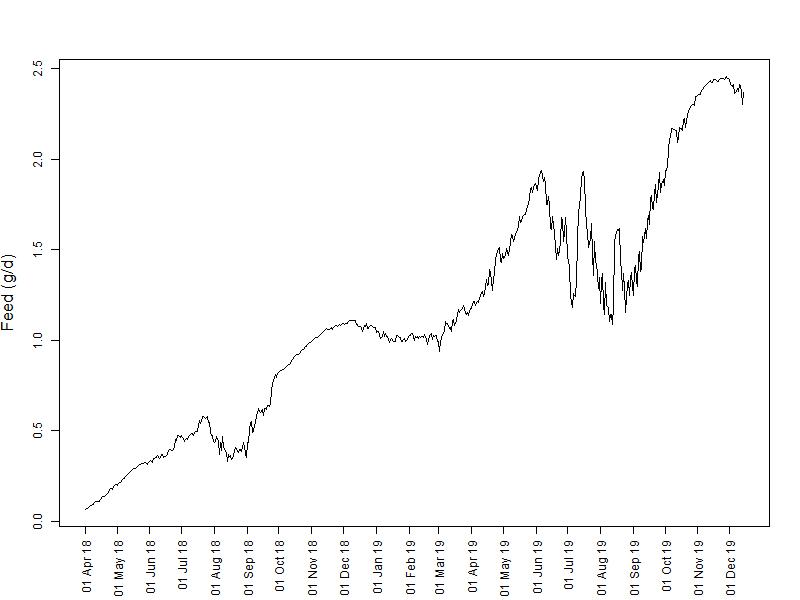 Feed (g/d)
2.5
2.0
1.5
1.0
0.5
0.0
01 Apr 18
01 May 18
01 Jun 18
01 Jul 18
01 Aug 18
01 Sep 18
01 Oct 18
01 Nov 18
01 Dec 18
01 Jan 19
01 Feb 19
01 Mar 19
01 Apr 19
01 May 19
01 Jun 19
01 Jul 19
01 Aug 19
01 Sep 19
01 Oct 19
01 Nov 19
01 Dec 19